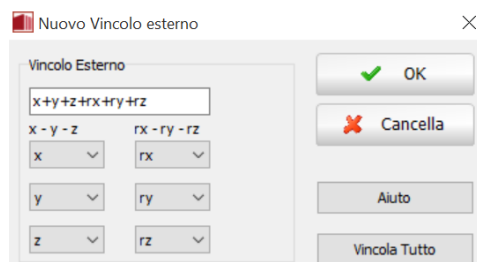 Nuovo Vincolo esterno
Vincolo Esterno
x+y+z+rx+ry+rz
x - y - z rx - ry - rz
x rx
y ry
z rz
OK
Cancella
Aiuto
Vincola Tutto